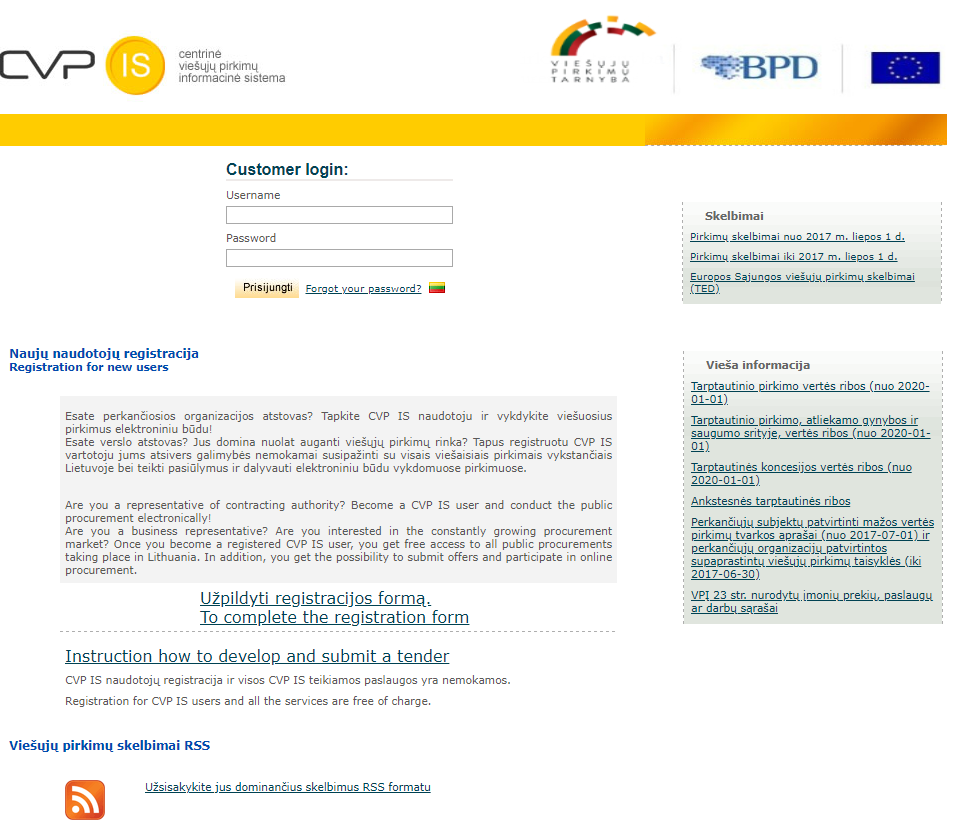 CVP IS
centrinė
viešųjų pirkimų
informacinė sistema
VIEŠŲJŲ
PIRKIMŲ
TARNYBA
BPD
Customer login:
Username
Password
Prisijungti Forgot your password?
Skelbimai
Pirkimų skelbimai nuo 2017 m. liepos 1 d.
Pirkimų skelbimai iki 2017 m. liepos 1 d.
Europos Sąjungos viešųjų pirkimų skelbimai
(TED)
Naujų naudotojų registracija
Registration for new users
Esate perkančiosios organizacijos atstovas? Tapkite CVP IS naudotoju ir vykdykite viešuosius
pirkimus elektroniniu būdu!
Esate verslo atstovas? Jus domina nuolat auganti viešųjų pirkimų rinka? Tapus registruotu CVP IS
vartotoju jums atsivers galimybės nemokamai susipažinti su visais viešaisiais pirkimais vykstančiais
Lietuvoje bei teikti pasiūlymus ir dalyvauti elektroniniu būdu vykdomuose pirkimuose.
Are you a representative of contracting authority? Become a CVP IS user and conduct the public
procurement electronically!
Are you a business representative? Are you interested in the constantly growing procurement
market? Once you become a registered CVP IS user, you get free access to all public procurements
taking place in Lithuania. In addition, you get the possibility to submit offers and participate in online
procurement.
Užpildyti registracijos formą.
To complete the registration form
Instruction how to develop and submit a tender
CVP IS naudotojų registracija ir visos CVP IS teikiamos paslaugos yra nemokamos.
Registration for CVP IS users and all the services are free of charge.
Vieša informacija
Tarptautinio pirkimo vertės ribos (nuo 2020-
01-01)
Tarptautinio pirkimo, atliekamo gynybos ir
saugumo srityje, vertės ribos (nuo 2020-01-
01)
Tarptautinės koncesijos vertės ribos (nuo
2020-01-01)
Ankstesnės tarptautinės ribos
Perkančiųjų subjektų patvirtinti mažos vertės
pirkimų tvarkos aprašai (nuo 2017-07-01) ir
perkančiųjų organizacijų patvirtintos
supaprastintų viešųjų pirkimų taisyklės (iki
2017-06-30)
VPĮ 23 str. nurodytų įmonių prekių, paslaugų
ar darbų sąrašai
Viešųjų pirkimų skelbimai RSS
Užsisakykite jus dominančius skelbimus RSS formatu